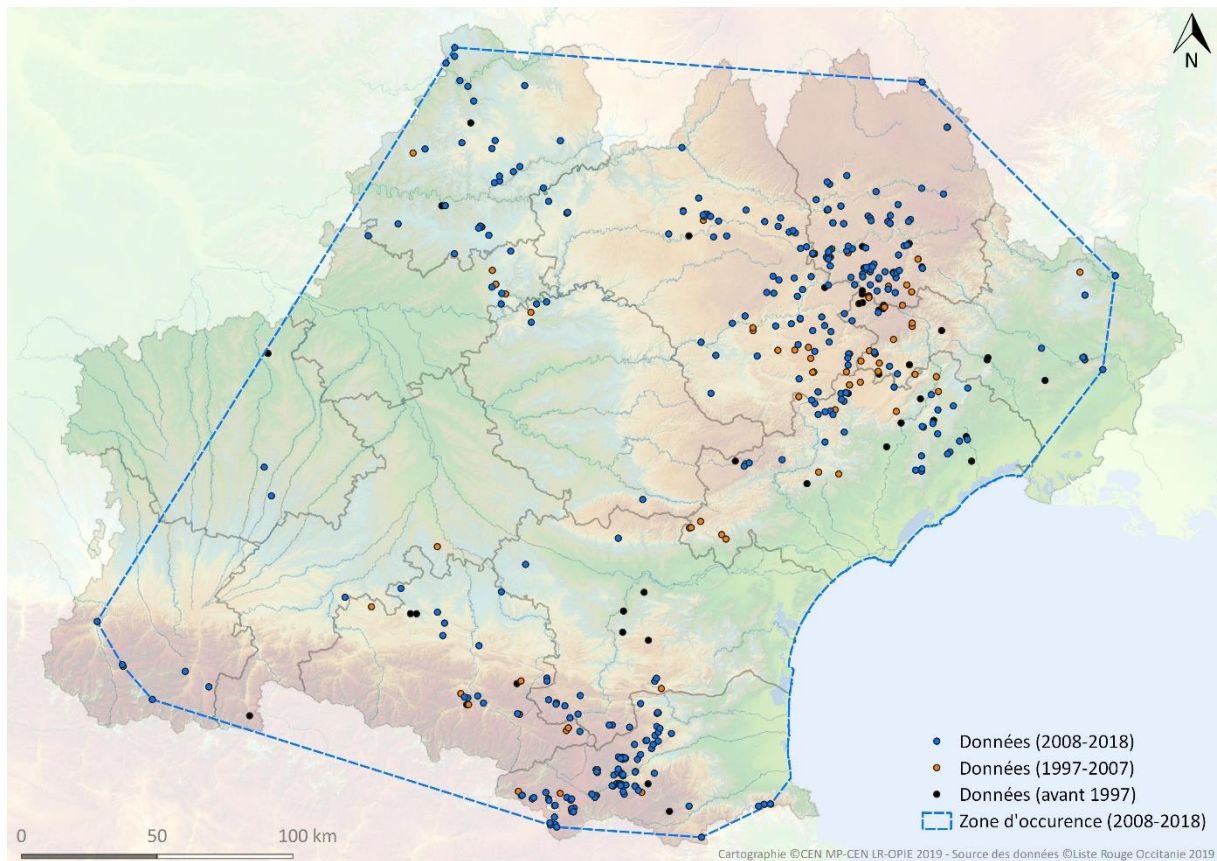 N
Données (2008-2018)
Données (1997-2007)
Données (avant 1997)
Zone d'occurence (2008-2018)
0 50 100 km
Cartographie ©CEN MP-CEN LR-OPIE 2019 - Source des données ©Liste Rouge Occitanie 2019